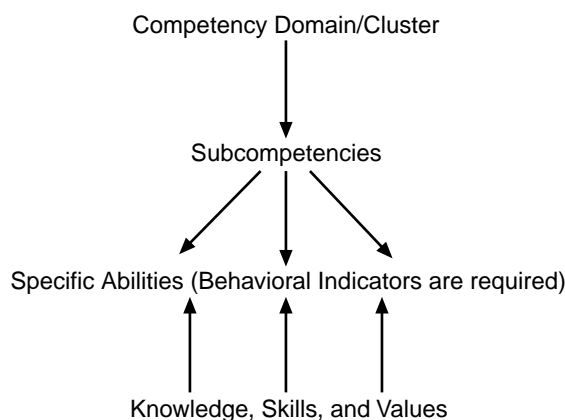 Competency Domain/Cluster
Subcompetencies
Specific Abilities (Behavioral Indicators are required)
Knowledge, Skills, and Values